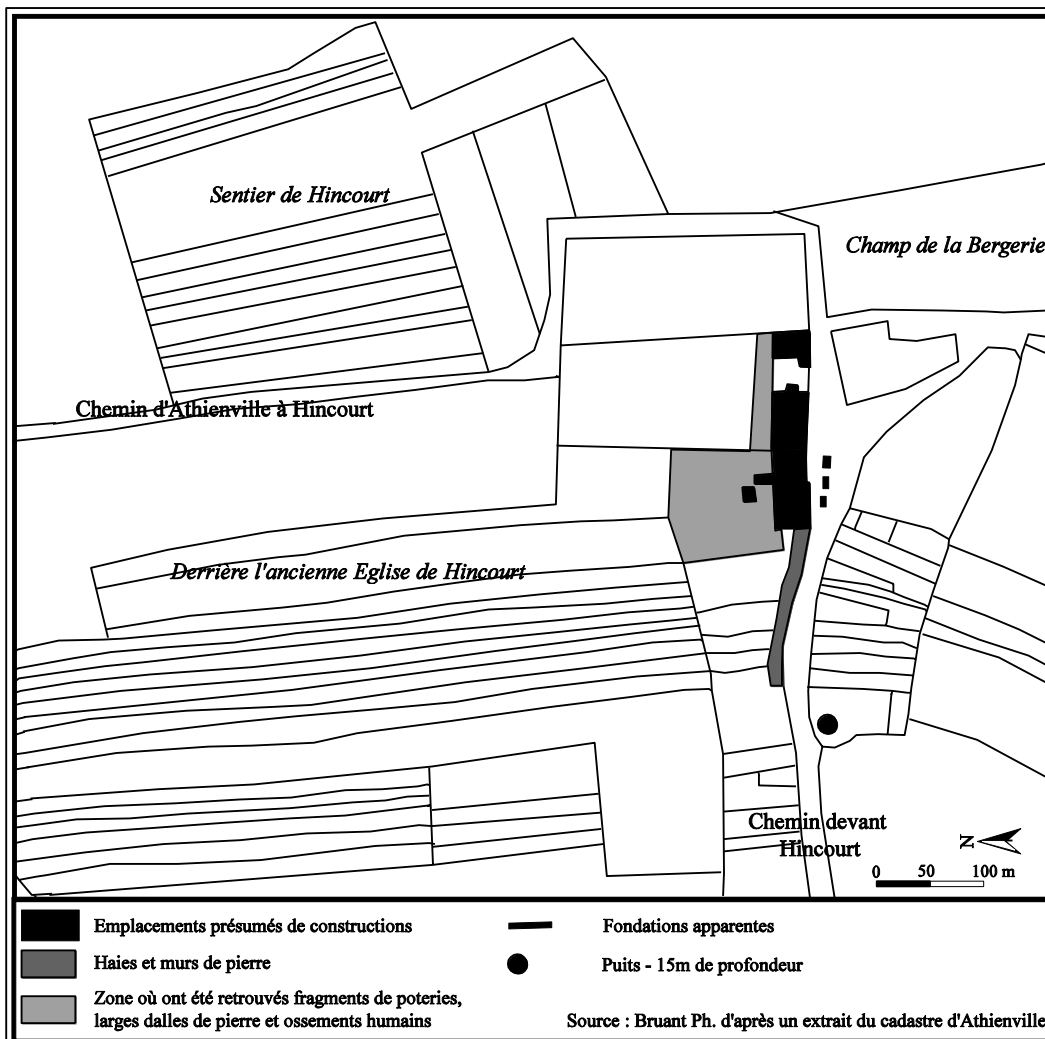 Sentier de Hincourt
Champ de la Bergerie
Chemin d'Athienville à Hincourt
Derrière l'ancienne Eglise de Hincourt
Chemin devant
Hincourt
N
0 50 100 m
Emplacements présumés de constructions
Fondations apparentes
Haies et murs de pierre
Puits - 15m de profondeur
Zone où ont été retrouvés fragments de poteries,
larges dalles de pierre et ossements humains
Source : Bruant Ph. d'après un extrait du cadastre d'Athienville